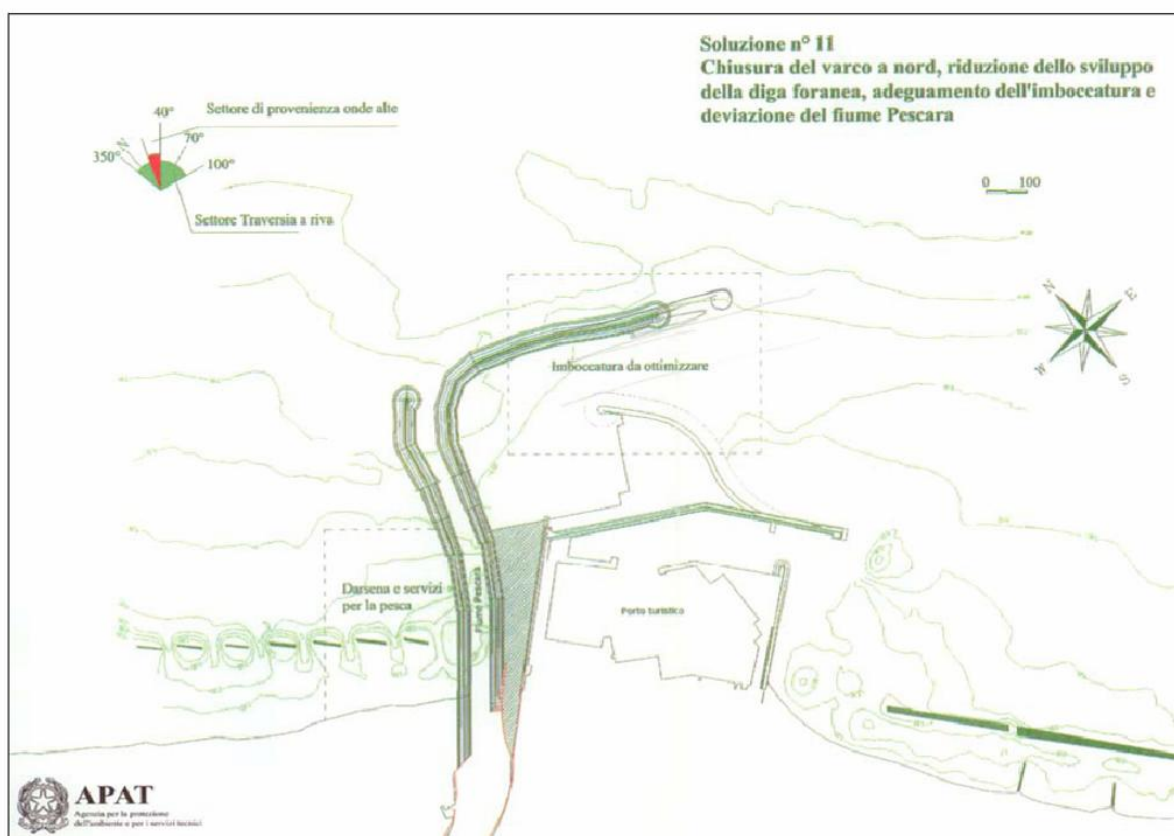 Soluzione n° 11
Chiusura del varco a nord, riduzione dello sviluppo
della diga foranea, adeguamento dell'imboccatura e
deviazione del fiume Pescara
Settore di provenienza onde alte
40°
N
70°
350°
100°
Settore Traversia a riva
0 100
N E
W S
Imboccatura da ottimizzare
Darsena e servizi
per la pesca
Fiume Pescara
Porto turistico
APAT
Agenzia per la protezione
dell'ambiente e per i servizi tecnici